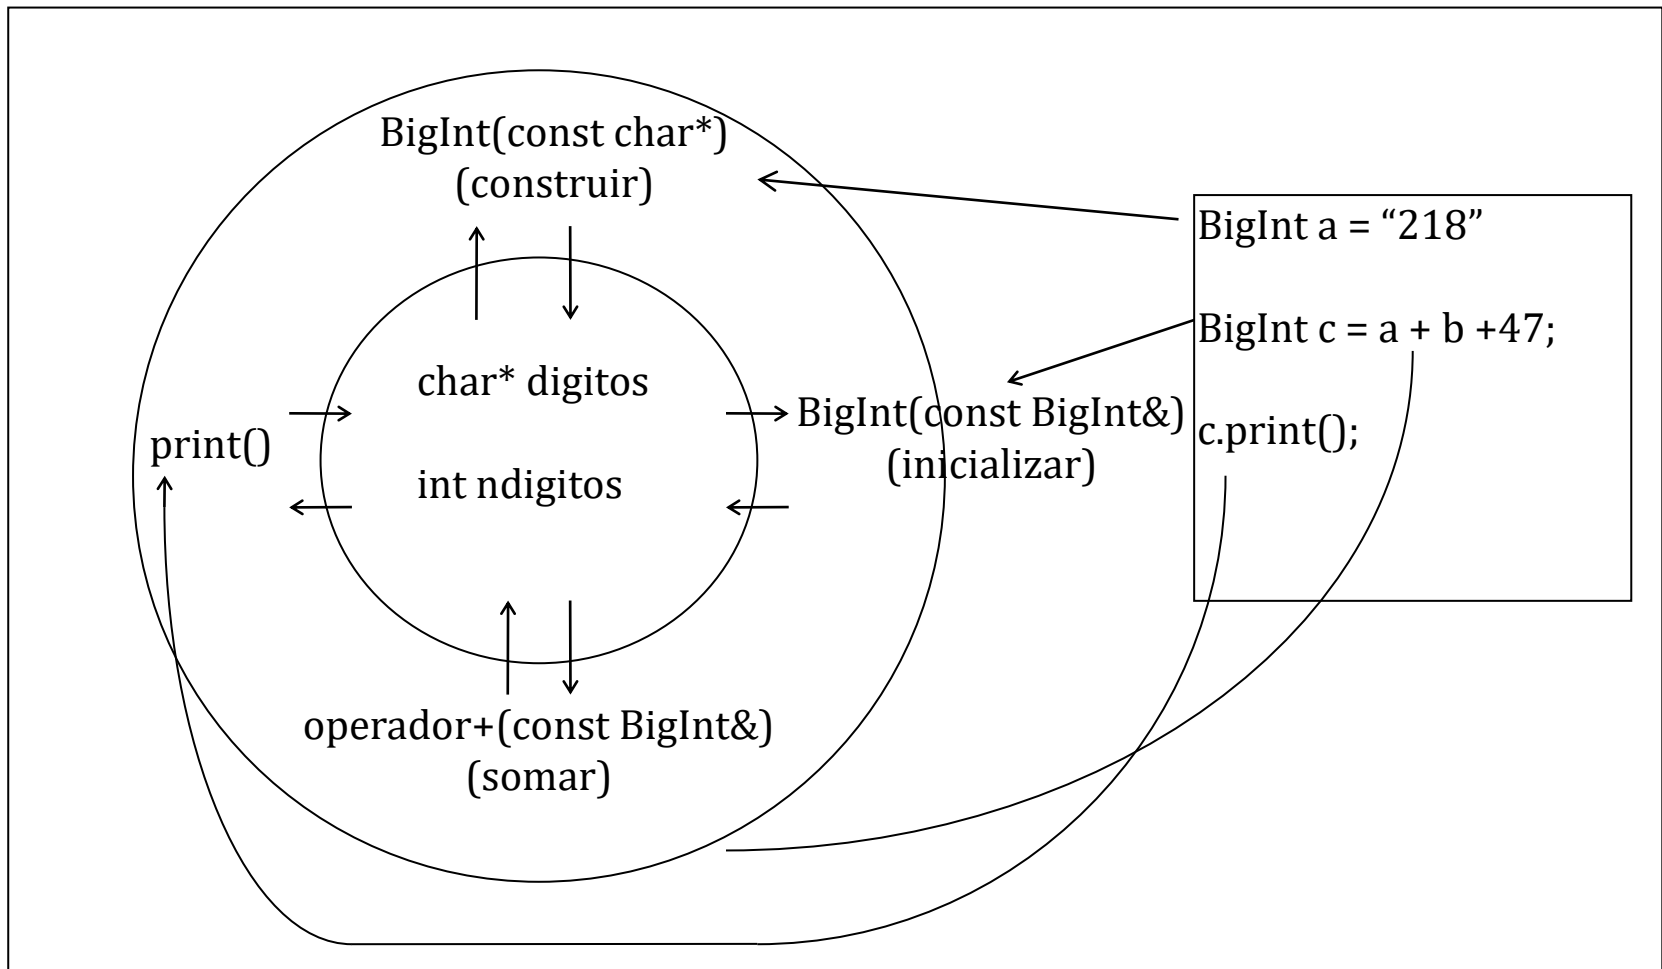 BigInt(const char*)
(construir)
BigInt a = “218”
BigInt c = a + b +47;
c.print();
char* digitos
int ndigitos
print()
BigInt(const BigInt&)
(inicializar)
operador+(const BigInt&)
(somar)